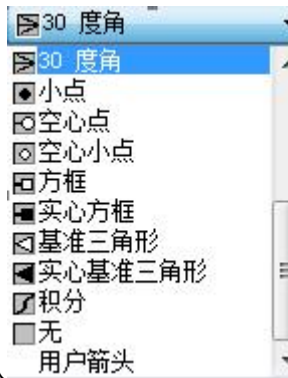 30 度角
30 度角
小点
空心点
空心小点
方框
实心方框
基准三角形
实心基准三角形
积分
无
用户箭头